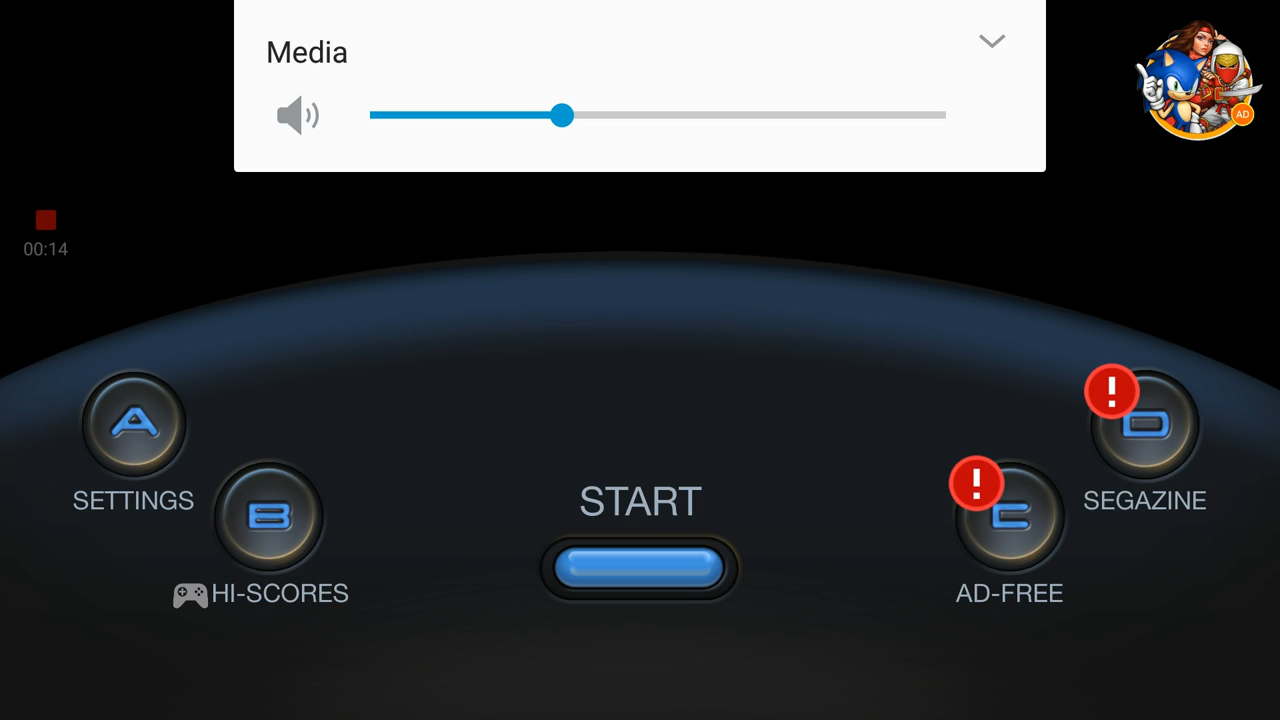 Media
AD
00:14
A
SETTINGS
B
HI-SCORES
START
!
D
SEGAZINE
!
AD-FREE